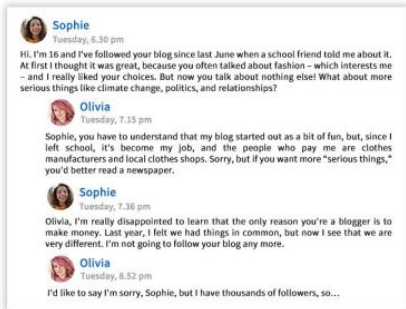 Sophie
Tuesday, 6.30 pm
Hi. I'm 16 and I've followed your blog since last June when a school friend told me about it.
At first I thought it was great, because you often talked about fashion – which interests me
– and I really liked your choices. But now you talk about nothing else! What about more
serious things like climate change, politics, and relationships?
Olivia
Tuesday, 7.15 pm
Sophie, you have to understand that my blog started out as a bit of fun, but, since I
left school, it's become my job, and the people who pay me are clothes
manufacturers and local clothes shops. Sorry, but if you want more “serious things,”
you'd better read a newspaper.
Sophie
Tuesday, 7.36 pm
Olivia, I'm really disappointed to learn that the only reason you're a blogger is to
make money. Last year, I felt we had things in common, but now I see that we are
very different. I'm not going to follow your blog any more.
Olivia
Tuesday, 8.52 pm
I'd like to say I'm sorry, Sophie, but I have thousands of followers, so…